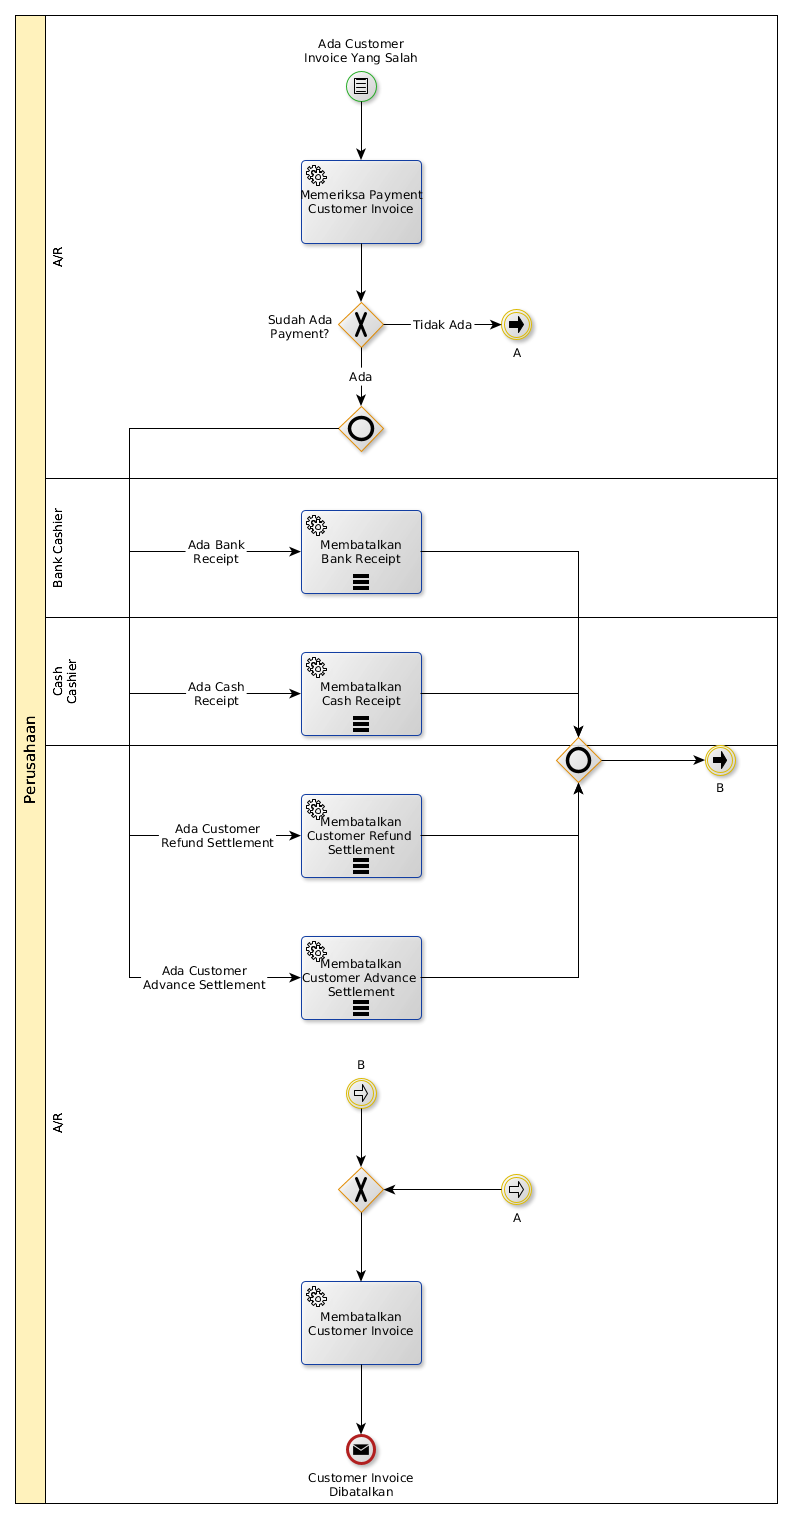 Perusahaan
A/R
Ada Customer
Invoice Yang Salah
Memeriksa Payment
Customer Invoice
Sudah Ada
Payment?
Tidak Ada
A
Ada
Bank Cashier
Ada Bank
Receipt
Membatalkan
Bank Receipt
Cash
Cashier
Ada Cash
Receipt
Membatalkan
Cash Receipt
B
A/R
Ada Customer
Refund Settlement
Membatalkan
Customer Refund
Settlement
Ada Customer
Advance Settlement
Membatalkan
Customer Advance
Settlement
B
A
Membatalkan
Customer Invoice
Customer Invoice
Dibatalkan